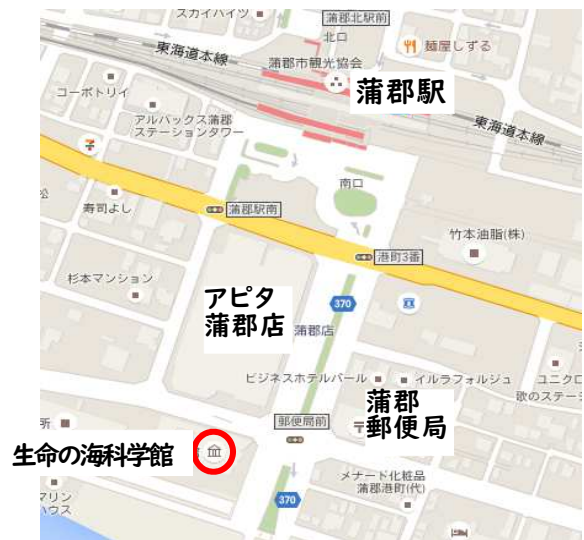 スカイハイツ
蒲郡北駅前
北口
麺屋しずる
東海道本線
蒲郡市観光協会
蒲郡駅
コーポトリイ
アルバックス蒲郡
ステーションタワー
東海道本線
南口
寿司よし
蒲郡駅南
竹本油脂(株)
港町3番
杉本マンション
アピタ
蒲郡店
370
蒲郡店
ビジネスホテルパール
イルラフォルジュ
ユニクロ
歌のステー
蒲郡
郵便局
郵便局前
所
生命の海科学館
メナード化粧品
蒲郡港町(代)
370
マリン
ハウス